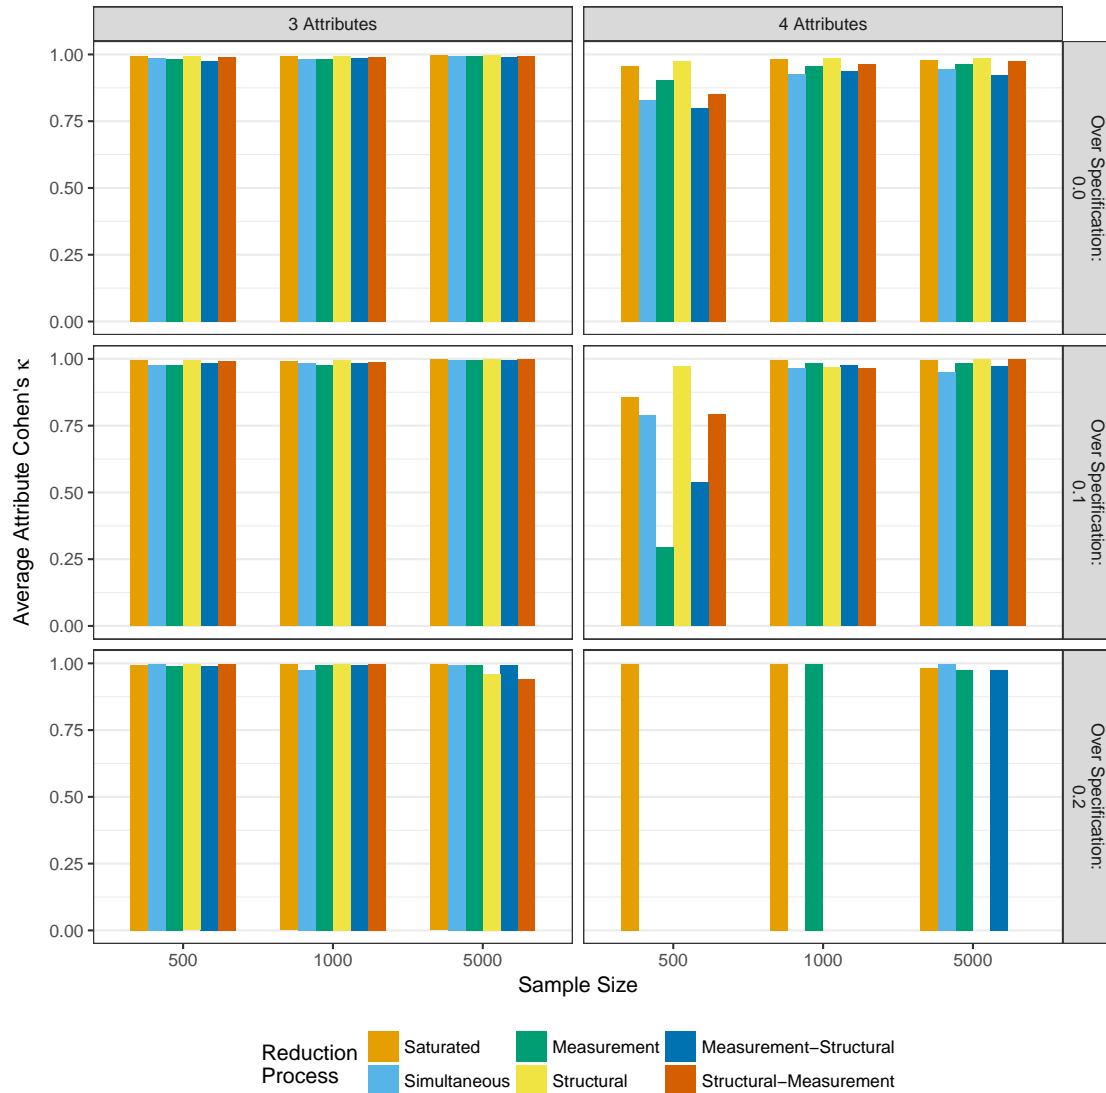 3 Attributes
4 Attributes
1.00
0.75
0.50
0.25
0.00
Over Specification:
0.0
1.00
0.75
0.50
0.25
0.00
Over Specification:
0.1
1.00
0.75
0.50
0.25
0.00
Over Specification:
0.2
Average Attribute Cohen's κ
500
1000
5000
500
1000
5000
Sample Size
Reduction
Process
Saturated
Measurement
Measurement−Structural
Simultaneous
Structural
Structural−Measurement